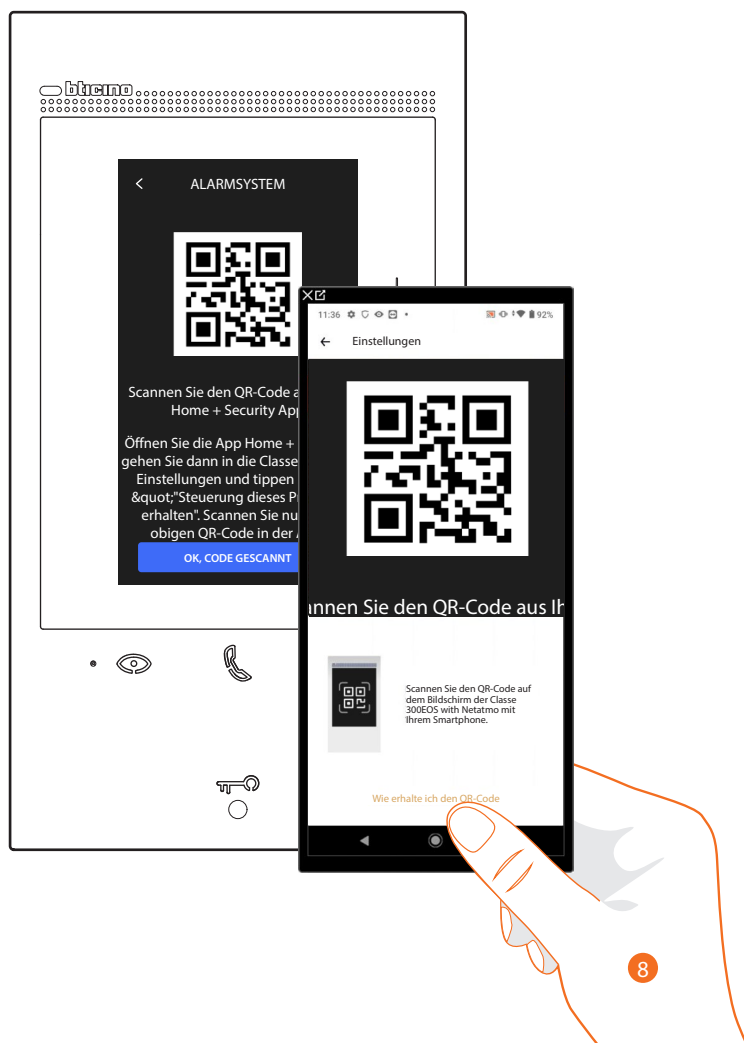 bticino
ALARMSYSTEM
Scannen Sie den QR-Code a
Home + Security Ap
Öffnen Sie die App Home +
gehen Sie dann in die Classe
Einstellungen und tippen
&quot;"Steuerung dieses P
erhalten". Scannen Sie nu
obigen QR-Code in der
OK, CODE GESCANNT
11:36
92%
Einstellungen
nnen Sie den QR-Code aus Ih
Scannen Sie den QR-Code auf
dem Bildschirm der Classe
300EOS with Netatmo mit
Ihrem Smartphone.
Wie erhalte ich den QR-Code
8